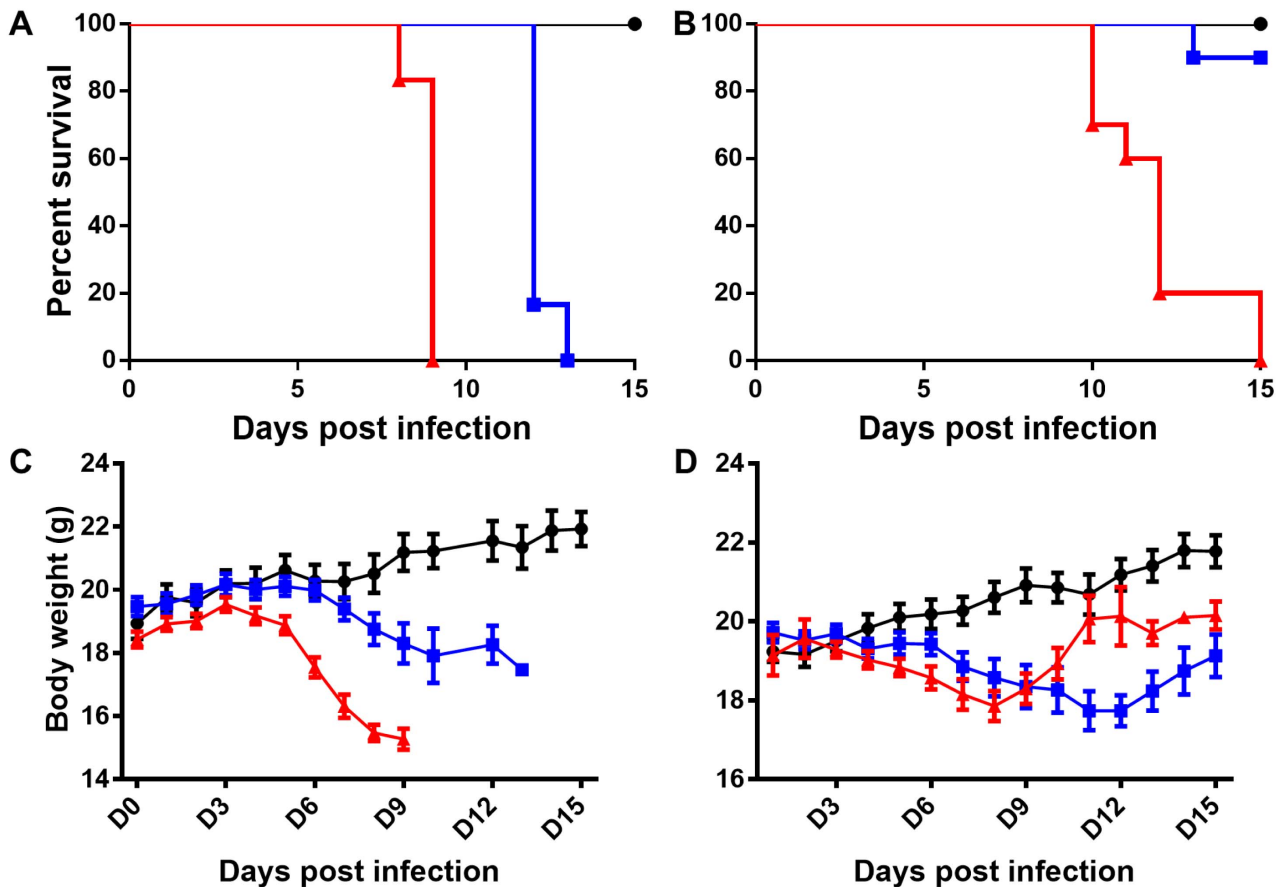 A
Percent survival
100
80
60
40
20
0
0 5 10 15
Days post infection
B
100
80
60
40
20
0
0 5 10 15
Days post infection
C
Body weight (g)
24
22
20
18
16
14
D0 D3 D6 D9 D12 D15
Days post infection
D
24
22
20
18
16
D3 D6 D9 D12 D15
Days post infection